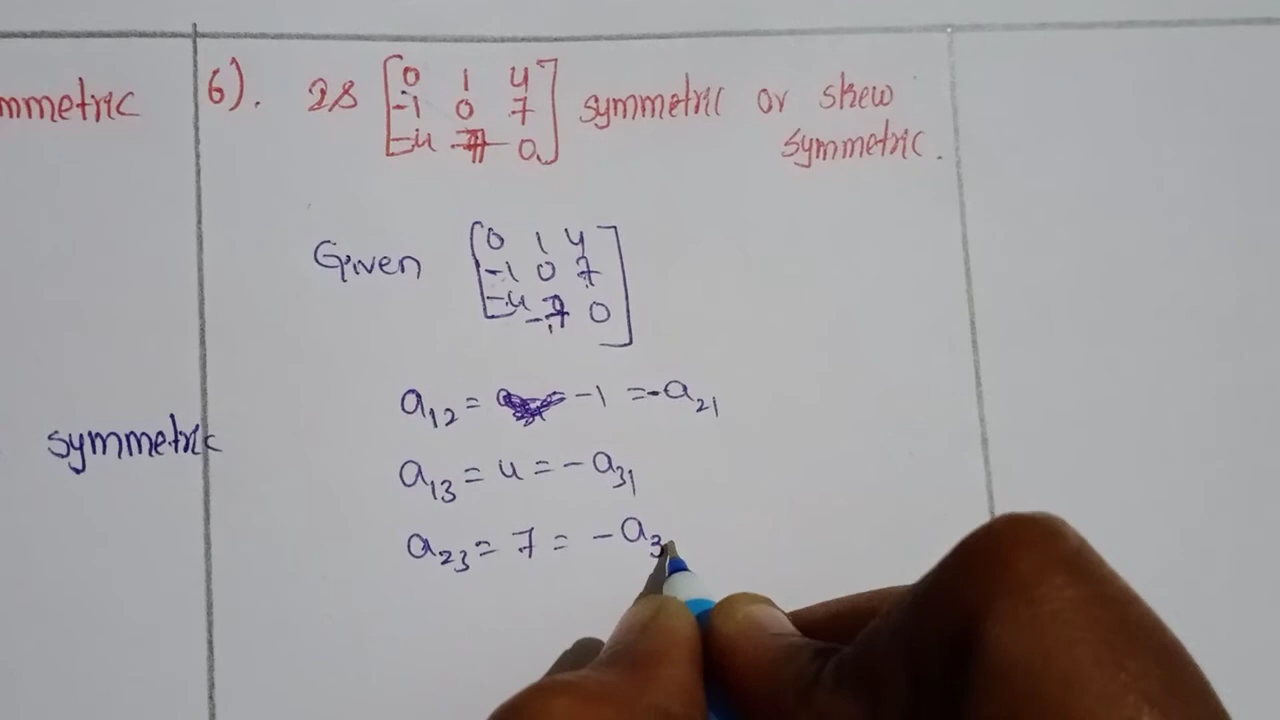 mmetric
6). Is [0 1 4 symmetric or skew
-1 0 7 symmetric.
-4 -7 0]
Given [0 1 4
-1 0 7
-4 -7 0]
a12 = -1 = -a21
symmetric
a13 = 4 = -a31
a23 = 7 = -a3